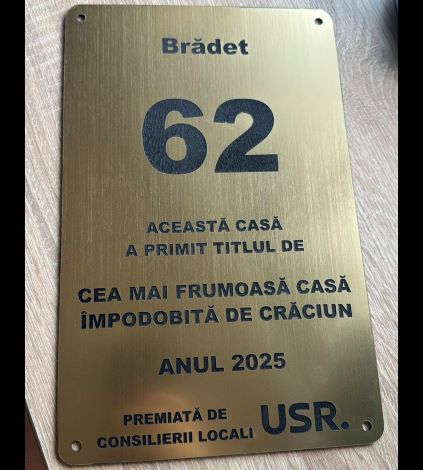 Brădet
62
ACEASTĂ CASĂ
A PRIMIT TITLUL DE
CEA MAI FRUMOASĂ CASĂ
ÎMPODOBITĂ DE CRĂCIUN
ANUL 2025
PREMIATĂ DE
CONSILIERII LOCALI
USR.